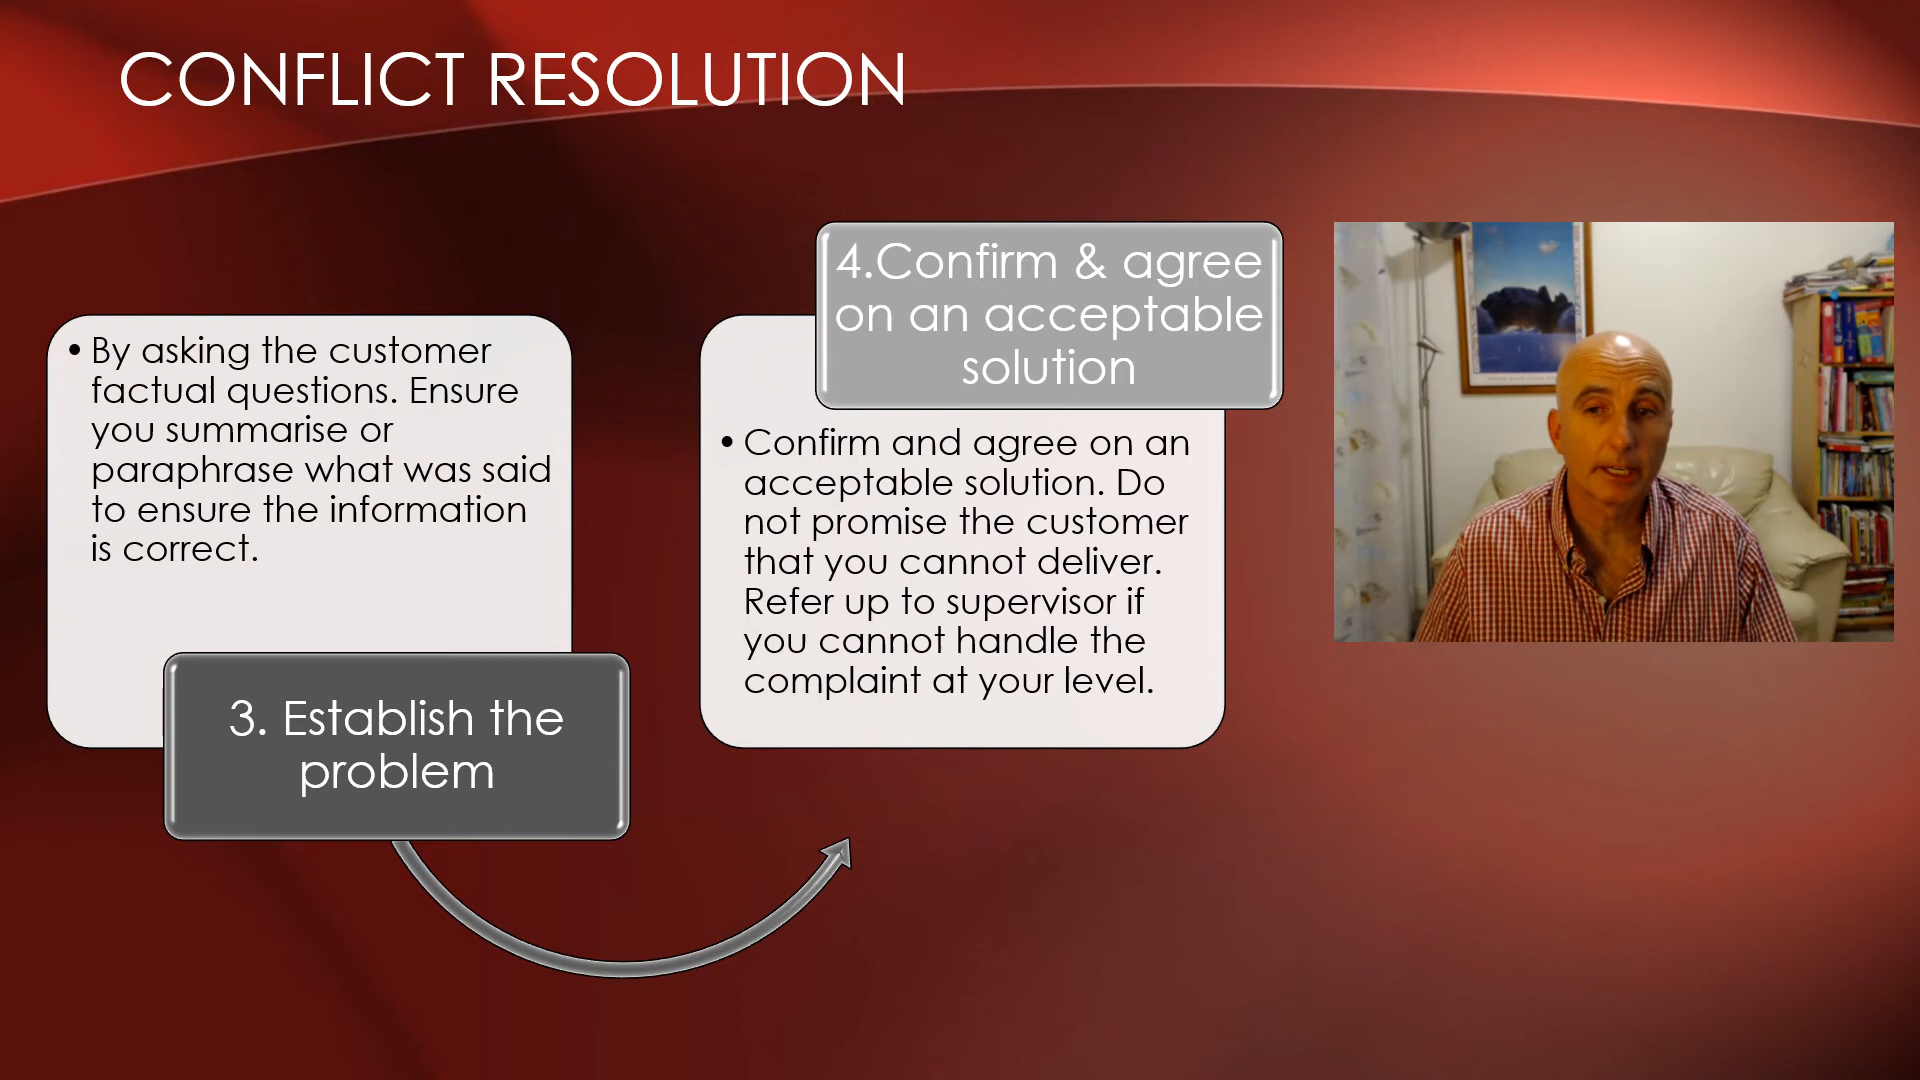 CONFLICT RESOLUTION
• By asking the customer
factual questions. Ensure
you summarise or
paraphrase what was said
to ensure the information
is correct.
3. Establish the
problem
4.Confirm & agree
on an acceptable
solution
• Confirm and agree on an
acceptable solution. Do
not promise the customer
that you cannot deliver.
Refer up to supervisor if
you cannot handle the
complaint at your level.